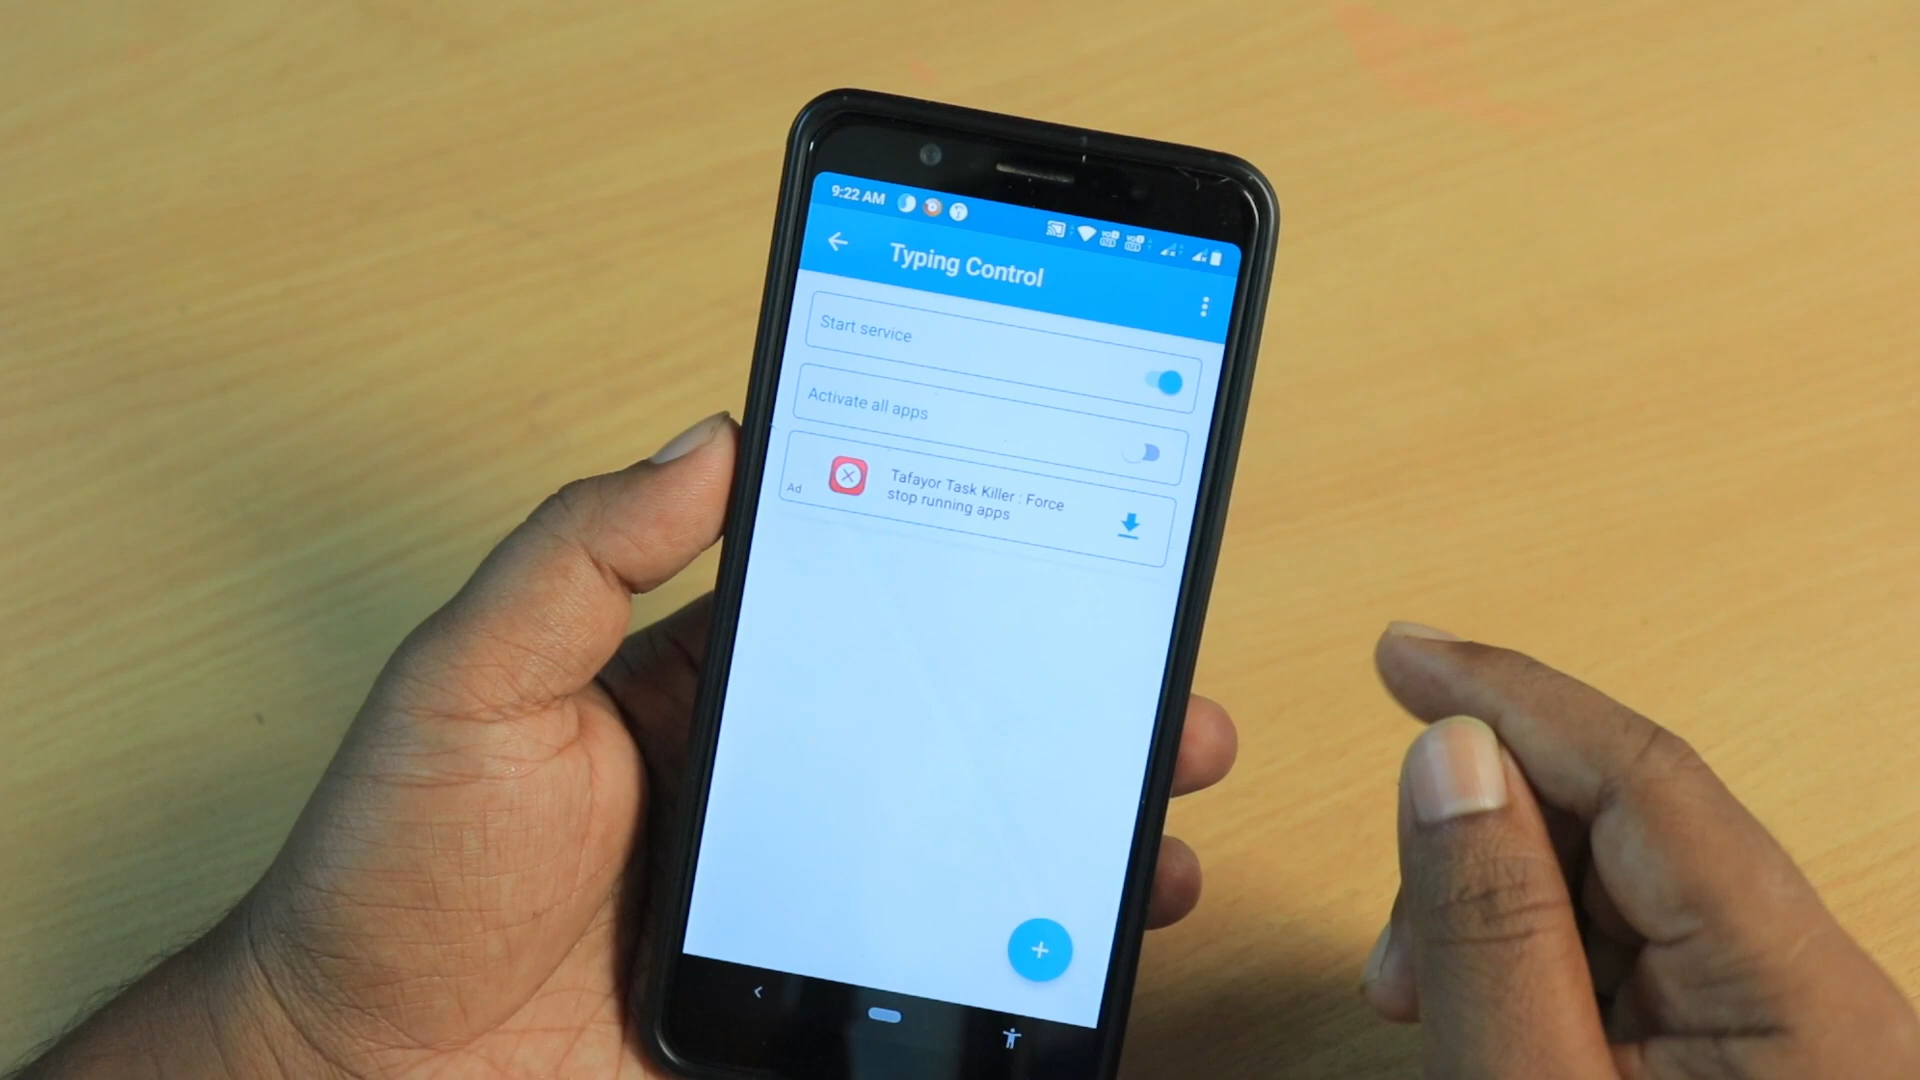 9:22 AM
Typing Control
Start service
Activate all apps
Ad
Tafayor Task Killer : Force
stop running apps